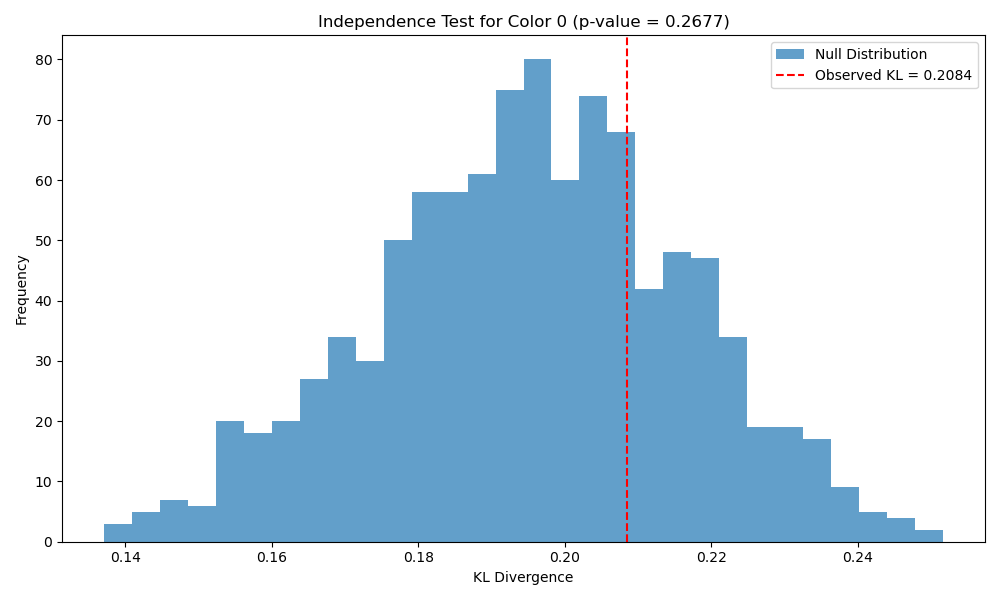 Independence Test for Color 0 (p-value = 0.2677)
Null Distribution
Observed KL = 0.2084
Frequency
80
70
60
50
40
30
20
10
0
0.14 0.16 0.18 0.20 0.22 0.24
KL Divergence